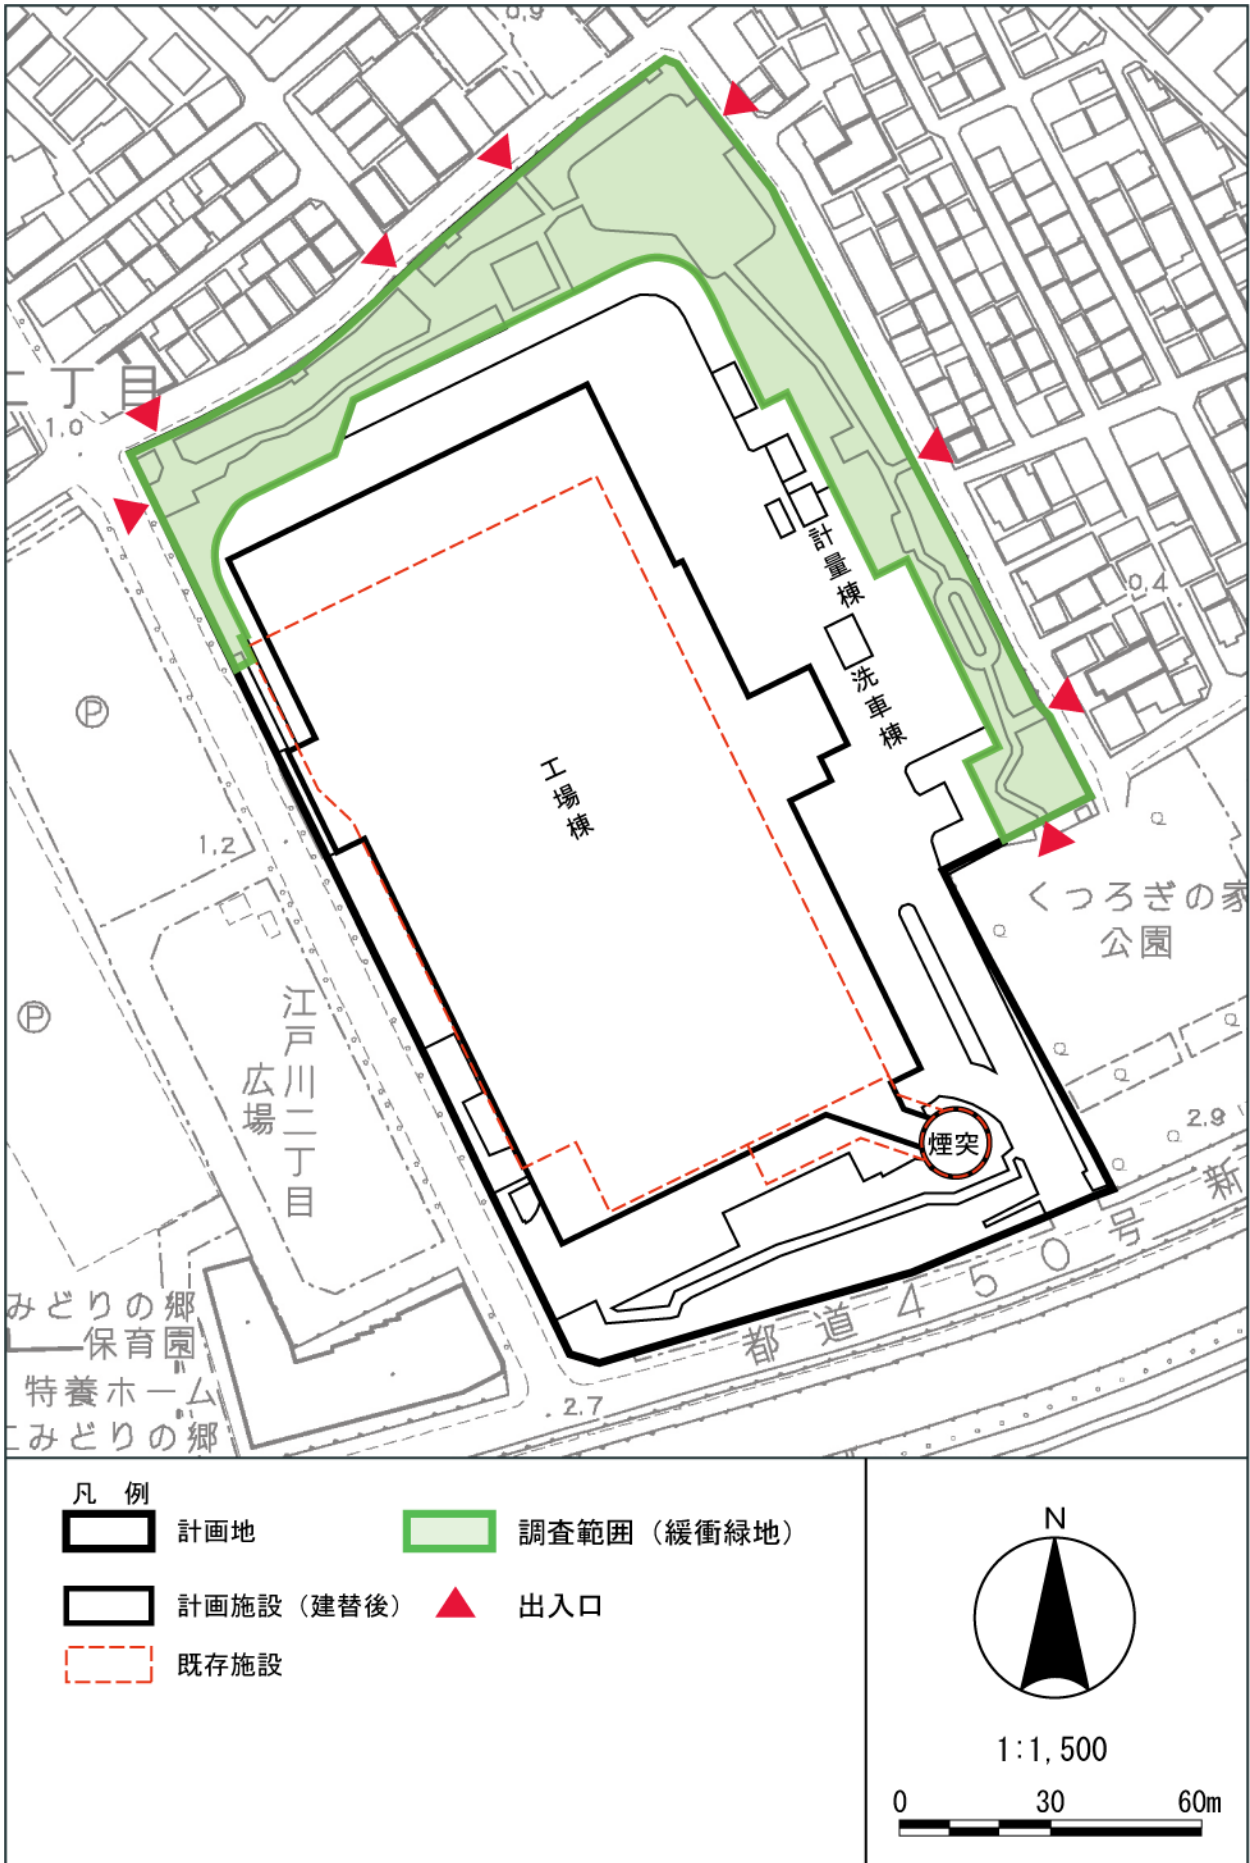 0.9
二丁目
1.0
計量棟
0.4
洗車棟
P
工場棟
1.2
くつろぎの家
公園
P
江戸川二丁目
広場
煙突
2.9
都道450号 新
みどりの郷
保育園
特養ホーム
みどりの郷
2.7
凡 例
計画地
調査範囲（緩衝緑地）
計画施設（建替後）
出入口
既存施設
N
1:1,500
0 30 60m